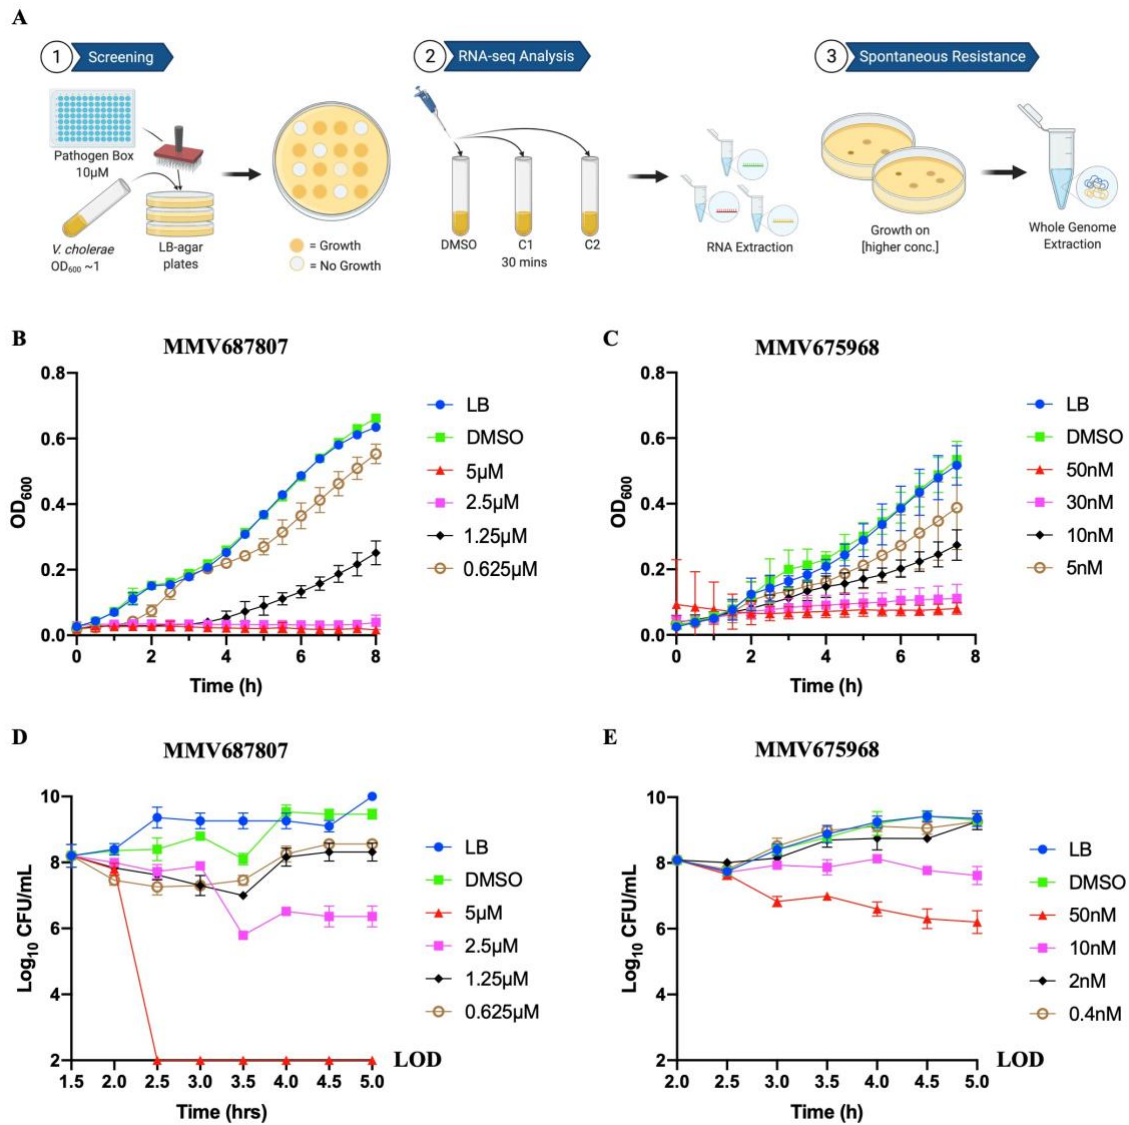 A
1 Screening
2 RNA-seq Analysis
3 Spontaneous Resistance
Pathogen Box
10µM
V. cholerae
OD600 ~1
LB-agar
plates
= Growth
= No Growth
DMSO C1 C2
30 mins
RNA Extraction
Growth on
[higher conc.]
Whole Genome
Extraction
B
MMV687807
0.8
0.6
0.4
0.2
0.0
OD600
0 2 4 6 8
Time (h)
LB
DMSO
5µM
2.5µM
1.25µM
0.625µM
C
MMV675968
0.8
0.6
0.4
0.2
0.0
OD600
0 2 4 6 8
Time (h)
LB
DMSO
50nM
30nM
10nM
5nM
D
MMV687807
10
8
6
4
2
Log10 CFU/mL
1.5 2.0 2.5 3.0 3.5 4.0 4.5 5.0
Time (hrs)
LOD
LB
DMSO
5µM
2.5µM
1.25µM
0.625µM
E
MMV675968
10
8
6
4
2
Log10 CFU/mL
2.0 2.5 3.0 3.5 4.0 4.5 5.0
Time (h)
LOD
LB
DMSO
50nM
10nM
2nM
0.4nM